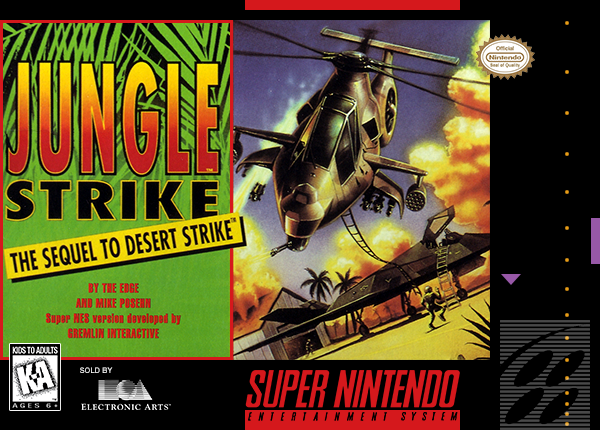 JUNGLE
STRIKE
THE SEQUEL TO DESERT STRIKE™
BY THE EDGE
AND MIKE POSEHN
Super NES version developed by
GREMLIN INTERACTIVE
Official
Nintendo
Seal of Quality
KIDS TO ADULTS
K-A
AGES 6+
SOLD BY
ELECTRONIC ARTS™
SUPER NINTENDO
ENTERTAINMENT SYSTEM